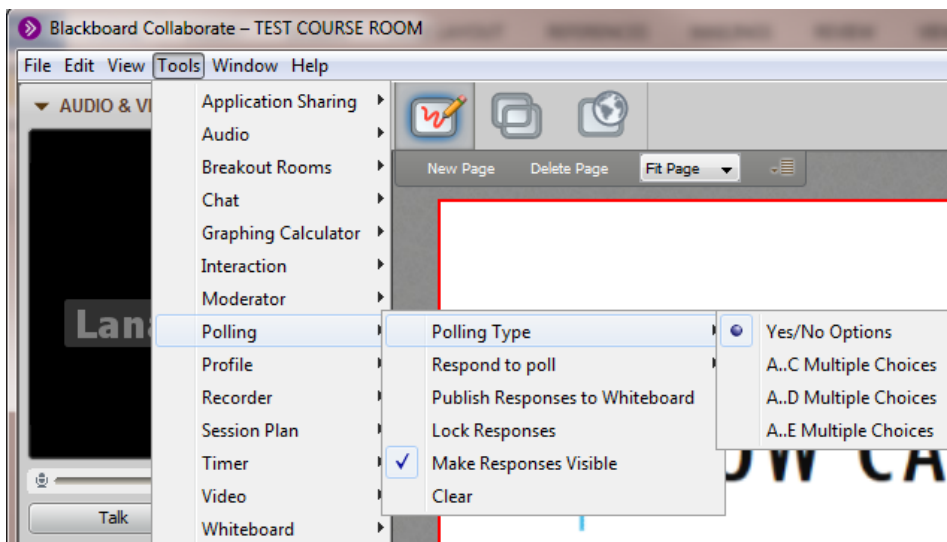 Blackboard Collaborate – TEST COURSE ROOM
File Edit View Tools Window Help
AUDIO & VI
Application Sharing
Audio
Breakout Rooms
Chat
Graphing Calculator
Interaction
Moderator
Polling
Profile
Recorder
Session Plan
Timer
Video
Whiteboard
Lana
Talk
New Page Delete Page Fit Page
Polling Type
Respond to poll
Publish Responses to Whiteboard
Lock Responses
Make Responses Visible
Clear
Yes/No Options
A..C Multiple Choices
A..D Multiple Choices
A..E Multiple Choices
OW CA